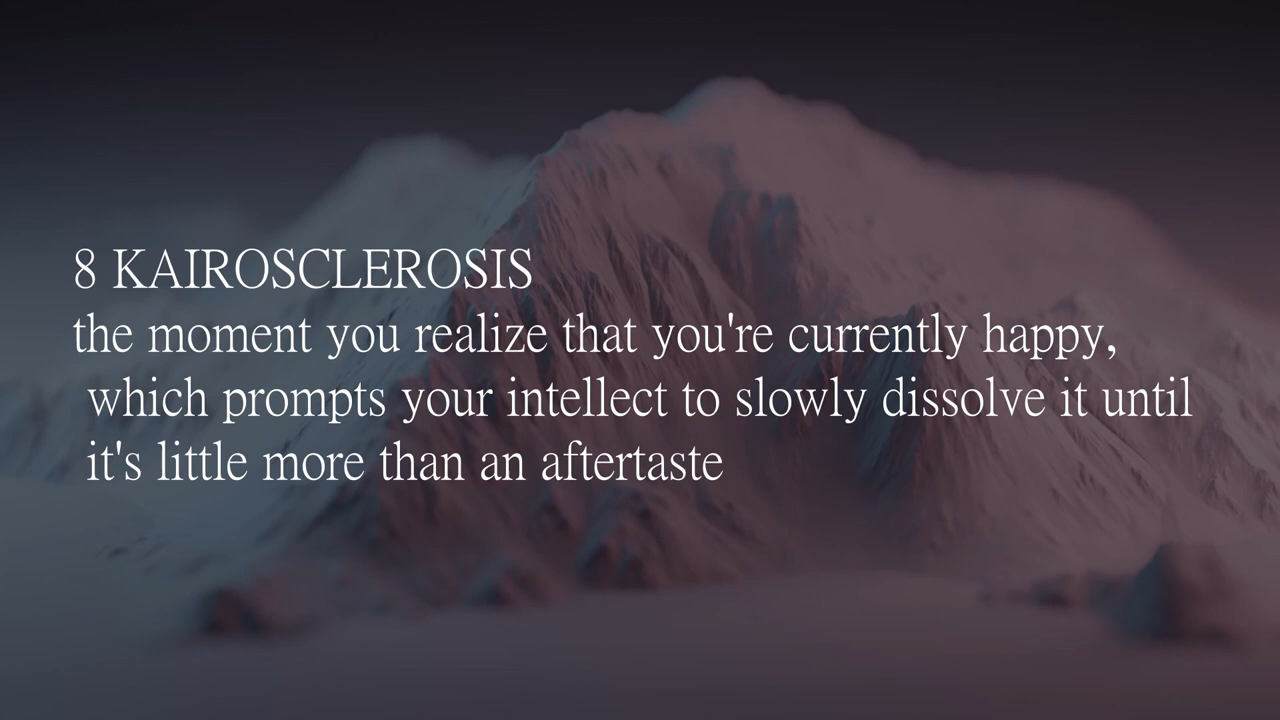 8 KAIROSCLEROSIS
the moment you realize that you're currently happy,
which prompts your intellect to slowly dissolve it until
it's little more than an aftertaste